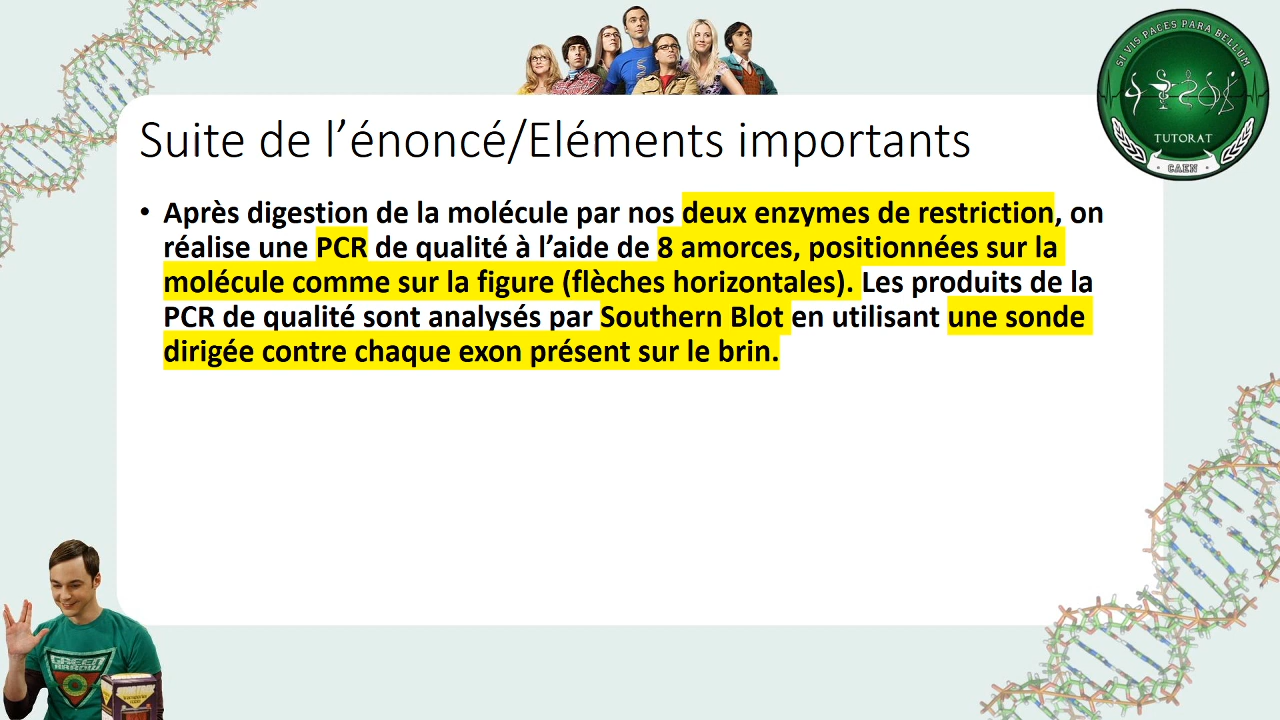 SI VIS PACES PARA BELLUM
TUTORAT
CAEN
Suite de l’énoncé/Eléments importants
• Après digestion de la molécule par nos deux enzymes de restriction, on
réalise une PCR de qualité à l’aide de 8 amorces, positionnées sur la
molécule comme sur la figure (flèches horizontales). Les produits de la
PCR de qualité sont analysés par Southern Blot en utilisant une sonde
dirigée contre chaque exon présent sur le brin.
GREEN